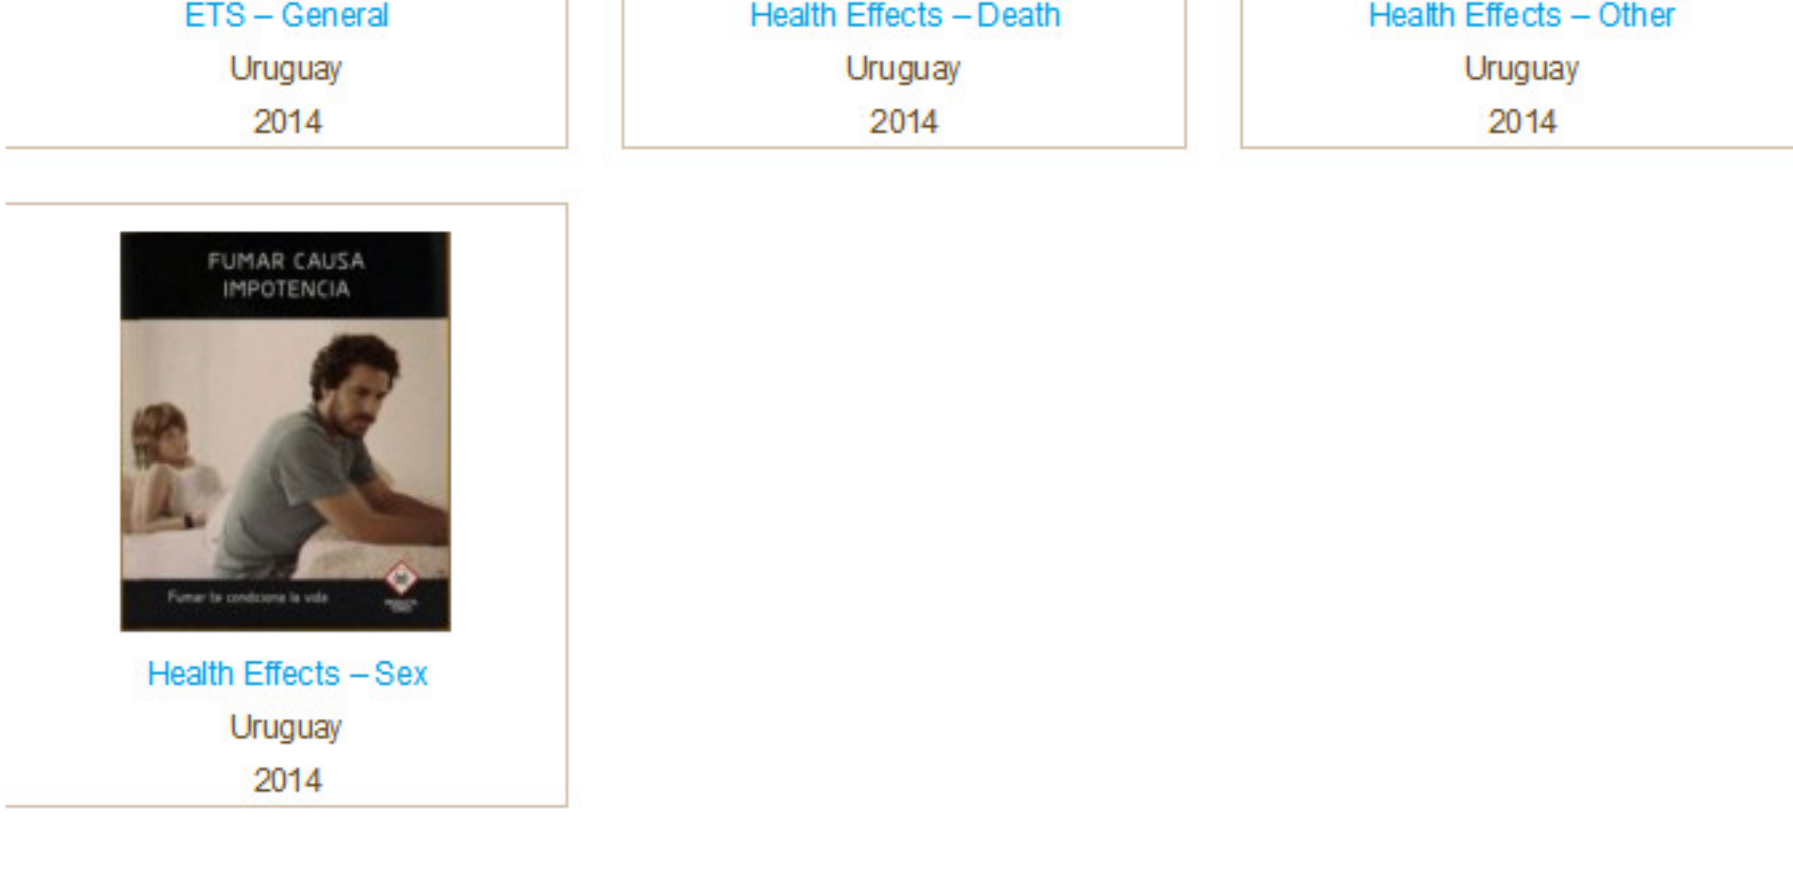 ETS – General
Health Effects – Death
Health Effects – Other
Uruguay
Uruguay
Uruguay
2014
2014
2014
FUMAR CAUSA
IMPOTENCIA
Fumar te condiciona la vida
Health Effects – Sex
Uruguay
2014